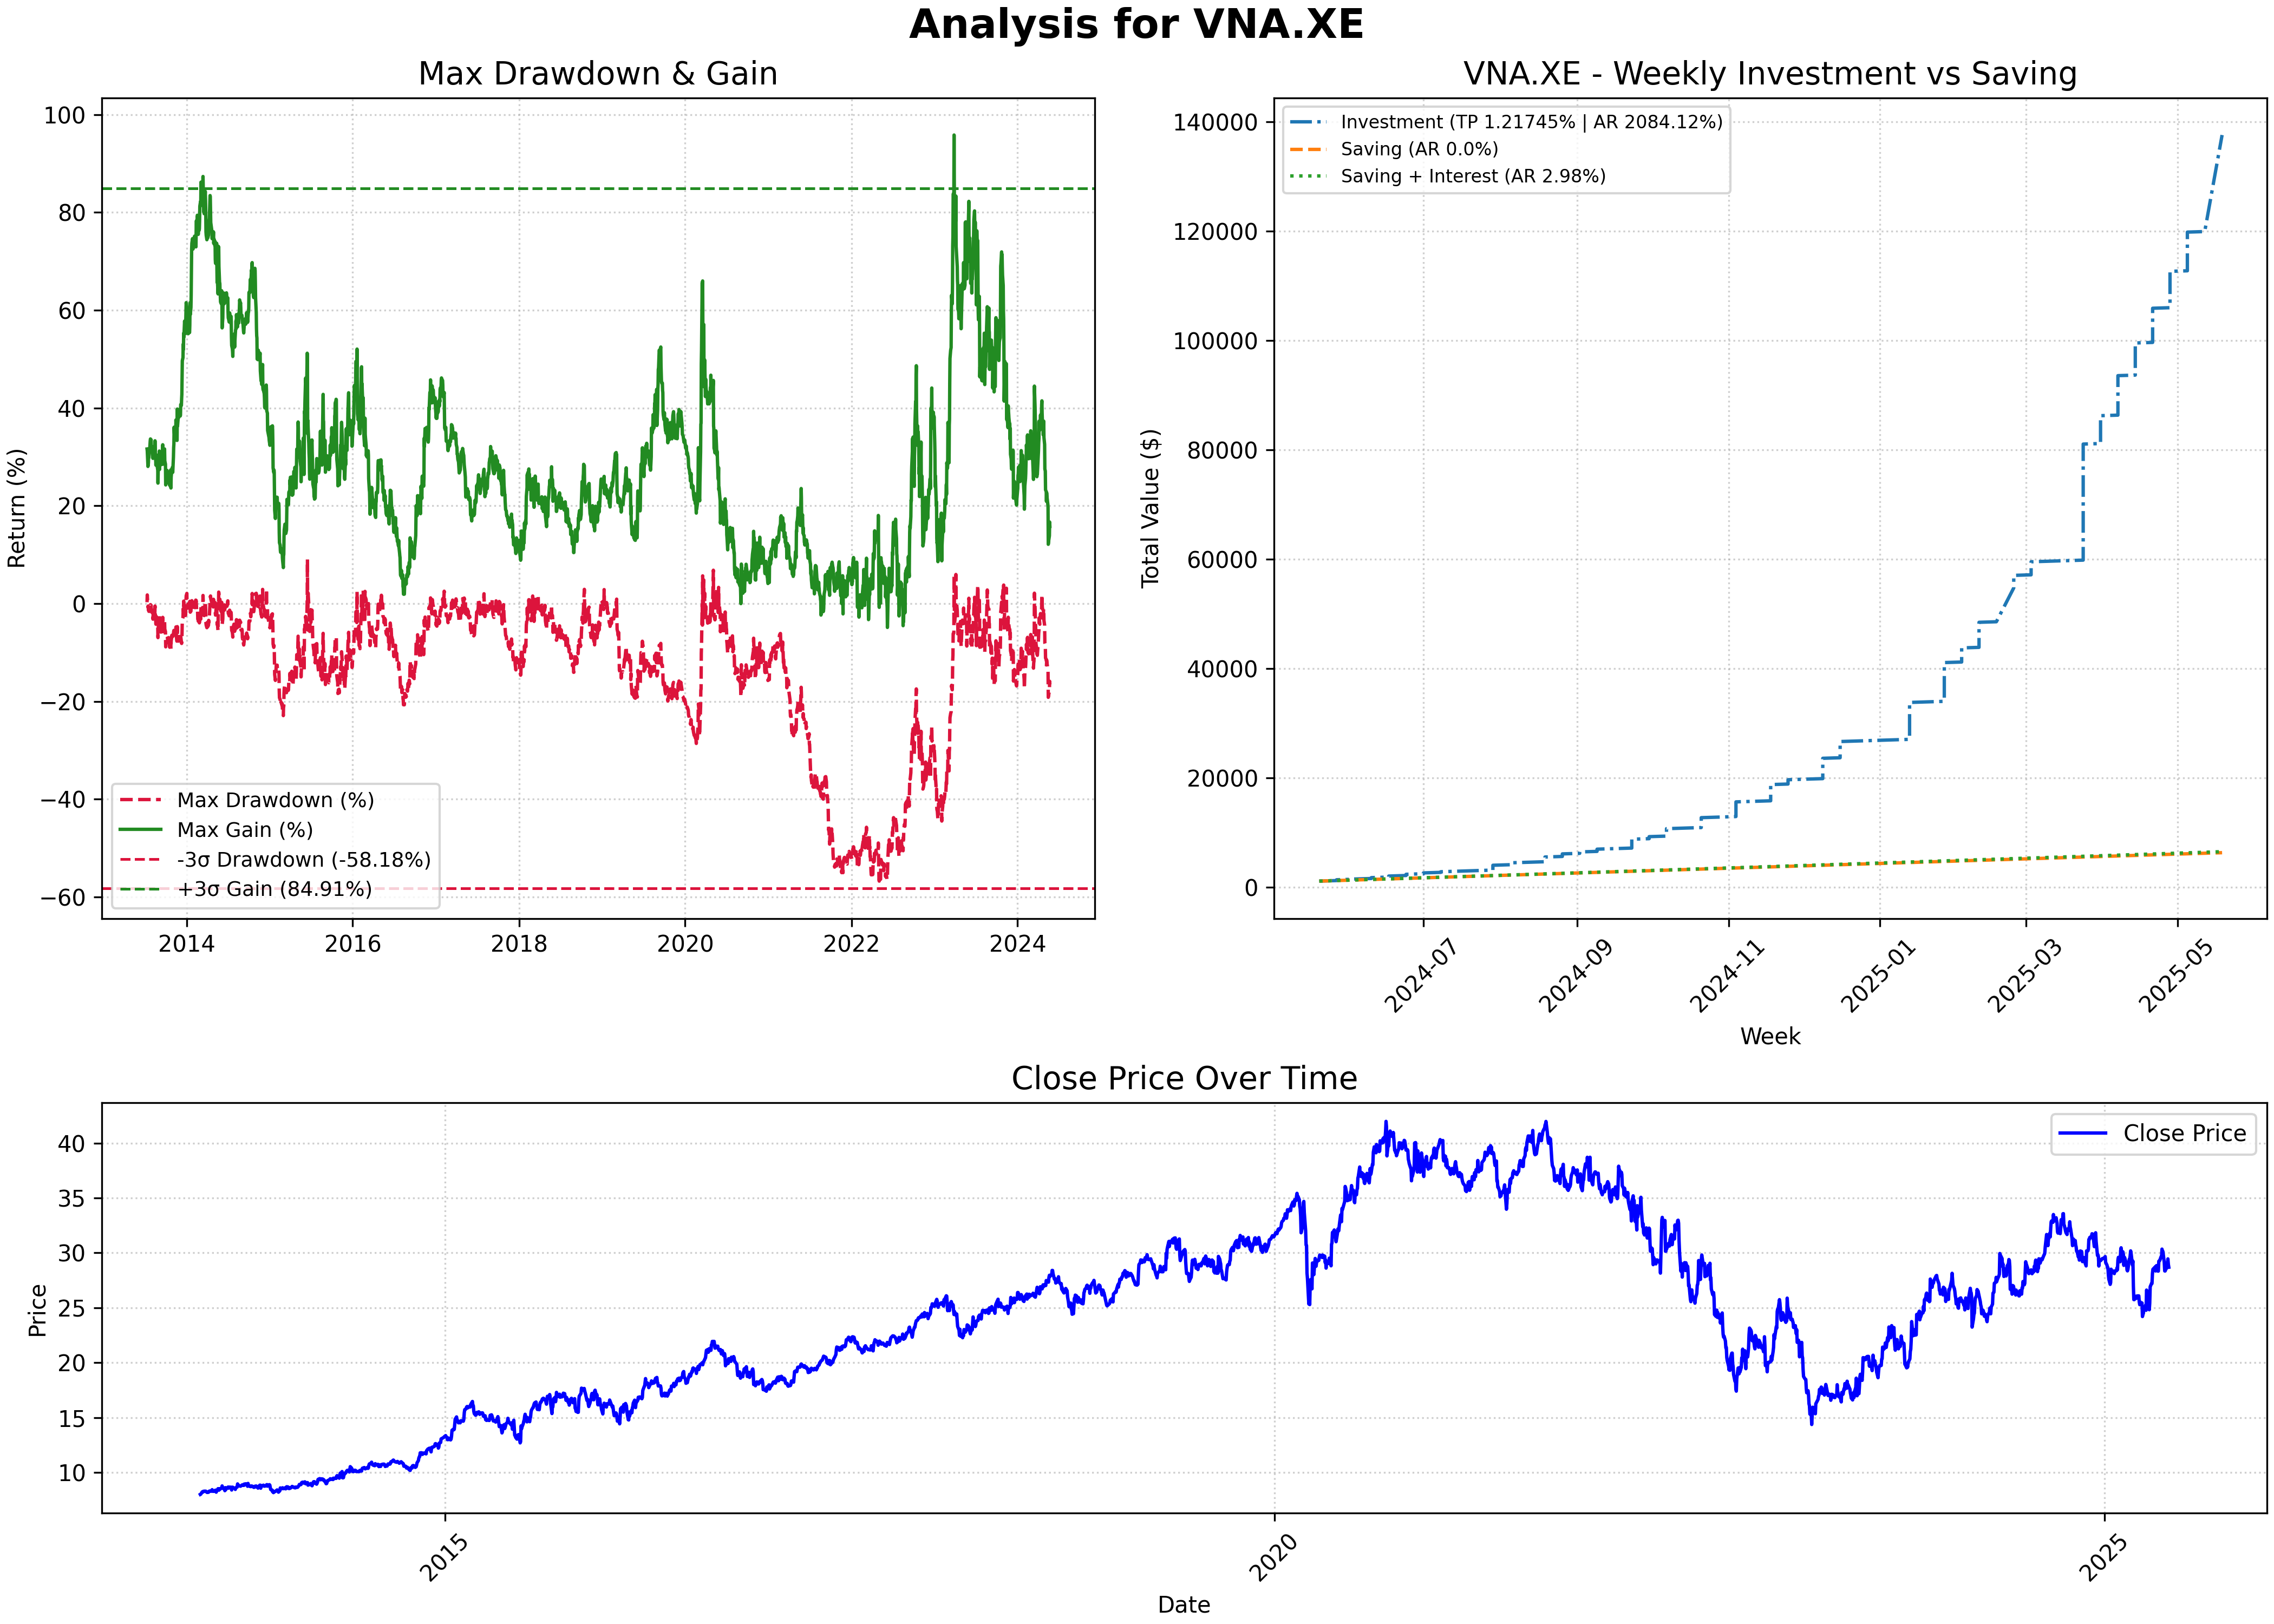 Analysis for VNA.XE
Max Drawdown & Gain
Return (%)
100
80
60
40
20
0
−20
−40
−60
Max Drawdown (%)
Max Gain (%)
-3σ Drawdown (-58.18%)
+3σ Gain (84.91%)
2014
2016
2018
2020
2022
2024
VNA.XE - Weekly Investment vs Saving
Total Value ($)
140000
120000
100000
80000
60000
40000
20000
0
Investment (TP 1.21745% | AR 2084.12%)
Saving (AR 0.0%)
Saving + Interest (AR 2.98%)
2024-07
2024-09
2024-11
2025-01
2025-03
2025-05
Week
Close Price Over Time
Price
40
35
30
25
20
15
10
Close Price
2015
2020
2025
Date